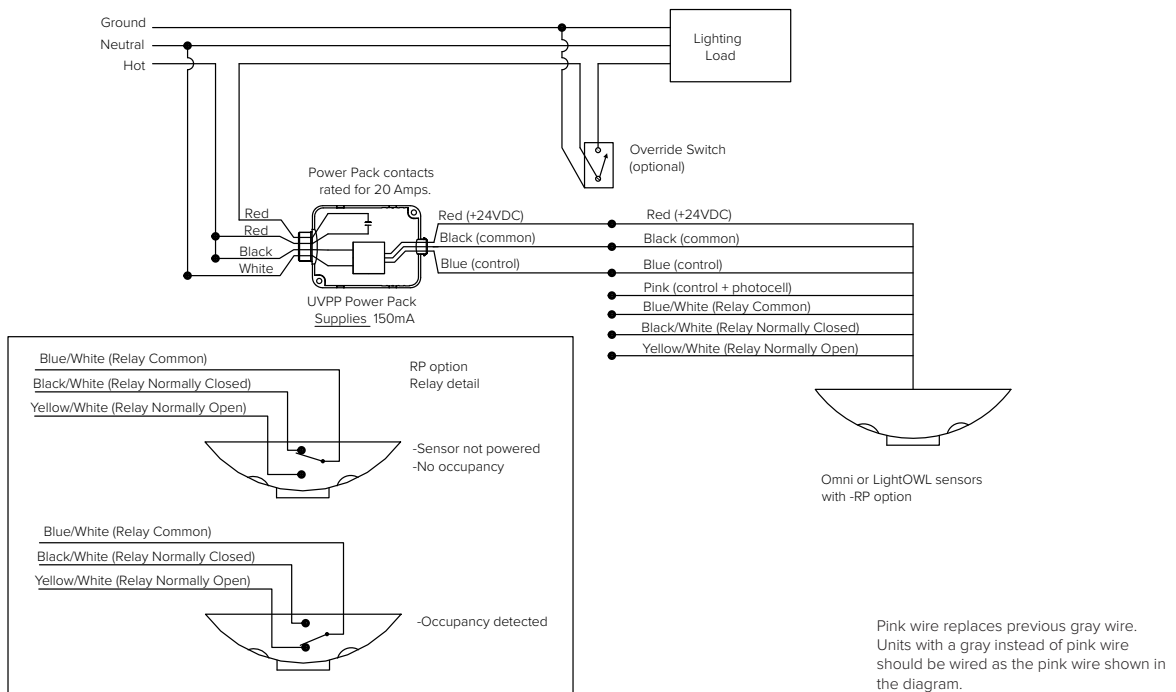 Ground
Neutral
Hot
Lighting
Load
Override Switch
(optional)
Power Pack contacts
rated for 20 Amps.
Red
Red
Black
White
Red (+24VDC)
Black (common)
Blue (control)
UVPP Power Pack
Supplies 150mA
Red (+24VDC)
Black (common)
Blue (control)
Pink (control + photocell)
Blue/White (Relay Common)
Black/White (Relay Normally Closed)
Yellow/White (Relay Normally Open)
Omni or LightOWL sensors
with -RP option
Blue/White (Relay Common)
Black/White (Relay Normally Closed)
Yellow/White (Relay Normally Open)
RP option
Relay detail
-Sensor not powered
-No occupancy
Blue/White (Relay Common)
Black/White (Relay Normally Closed)
Yellow/White (Relay Normally Open)
-Occupancy detected
Pink wire replaces previous gray wire.
Units with a gray instead of pink wire
should be wired as the pink wire shown in
the diagram.